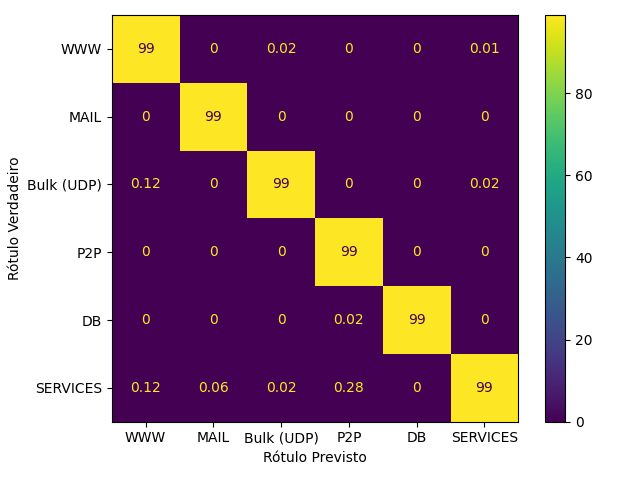 WWW 99 0 0.02 0 0 0.01
MAIL 0 99 0 0 0 0
Bulk (UDP) 0.12 0 99 0 0 0.02
P2P 0 0 0 99 0 0
DB 0 0 0 0.02 99 0
SERVICES 0.12 0.06 0.02 0.28 0 99
WWW MAIL Bulk (UDP) P2P DB SERVICES
Rótulo Previsto
Rótulo Verdadeiro
80
60
40
20
0